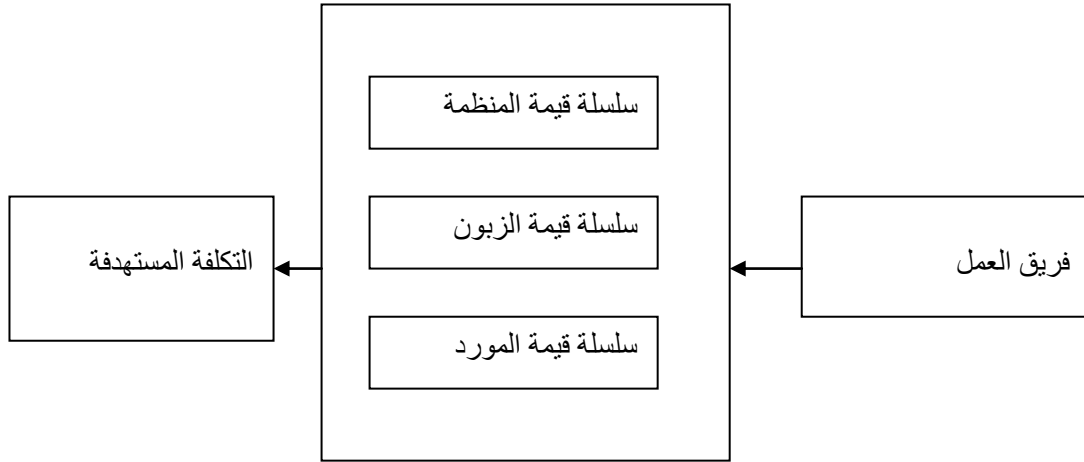 فريق العمل
سلسلة قيمة المنظمة
سلسلة قيمة الزبون
سلسلة قيمة المورد
التكلفة المستهدفة